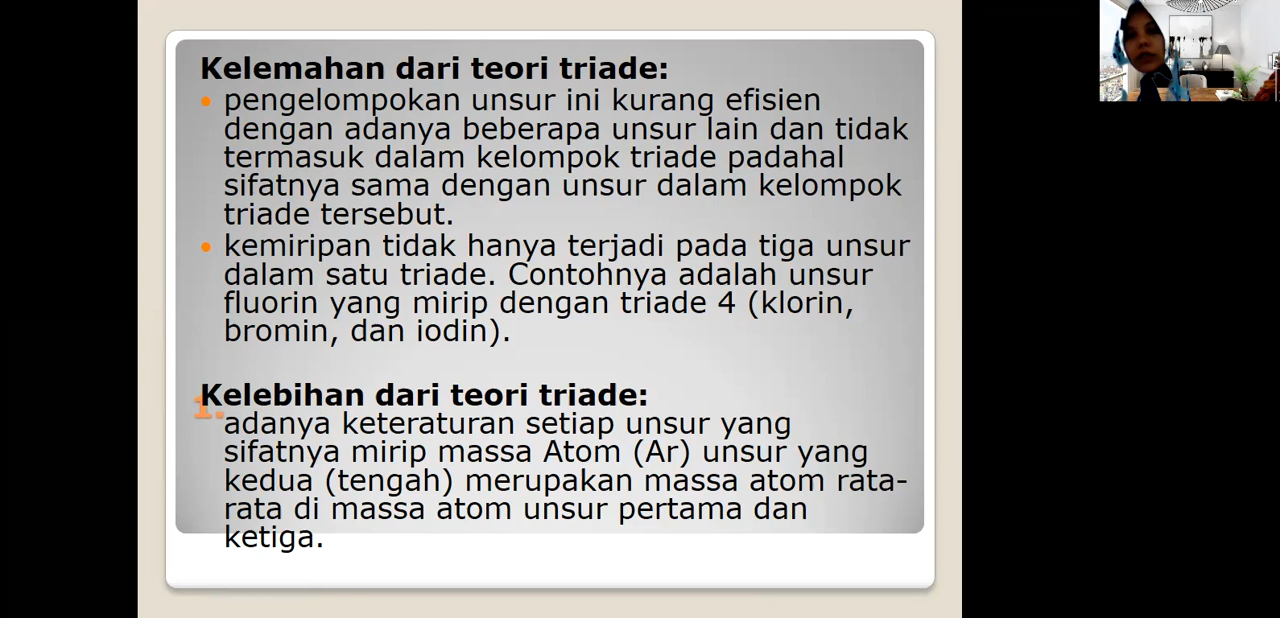 Kelemahan dari teori triade:
• pengelompokan unsur ini kurang efisien
dengan adanya beberapa unsur lain dan tidak
termasuk dalam kelompok triade padahal
sifatnya sama dengan unsur dalam kelompok
triade tersebut.
• kemiripan tidak hanya terjadi pada tiga unsur
dalam satu triade. Contohnya adalah unsur
fluorin yang mirip dengan triade 4 (klorin,
bromin, dan iodin).
Kelebihan dari teori triade:
1. adanya keteraturan setiap unsur yang
sifatnya mirip massa Atom (Ar) unsur yang
kedua (tengah) merupakan massa atom rata-
rata di massa atom unsur pertama dan
ketiga.